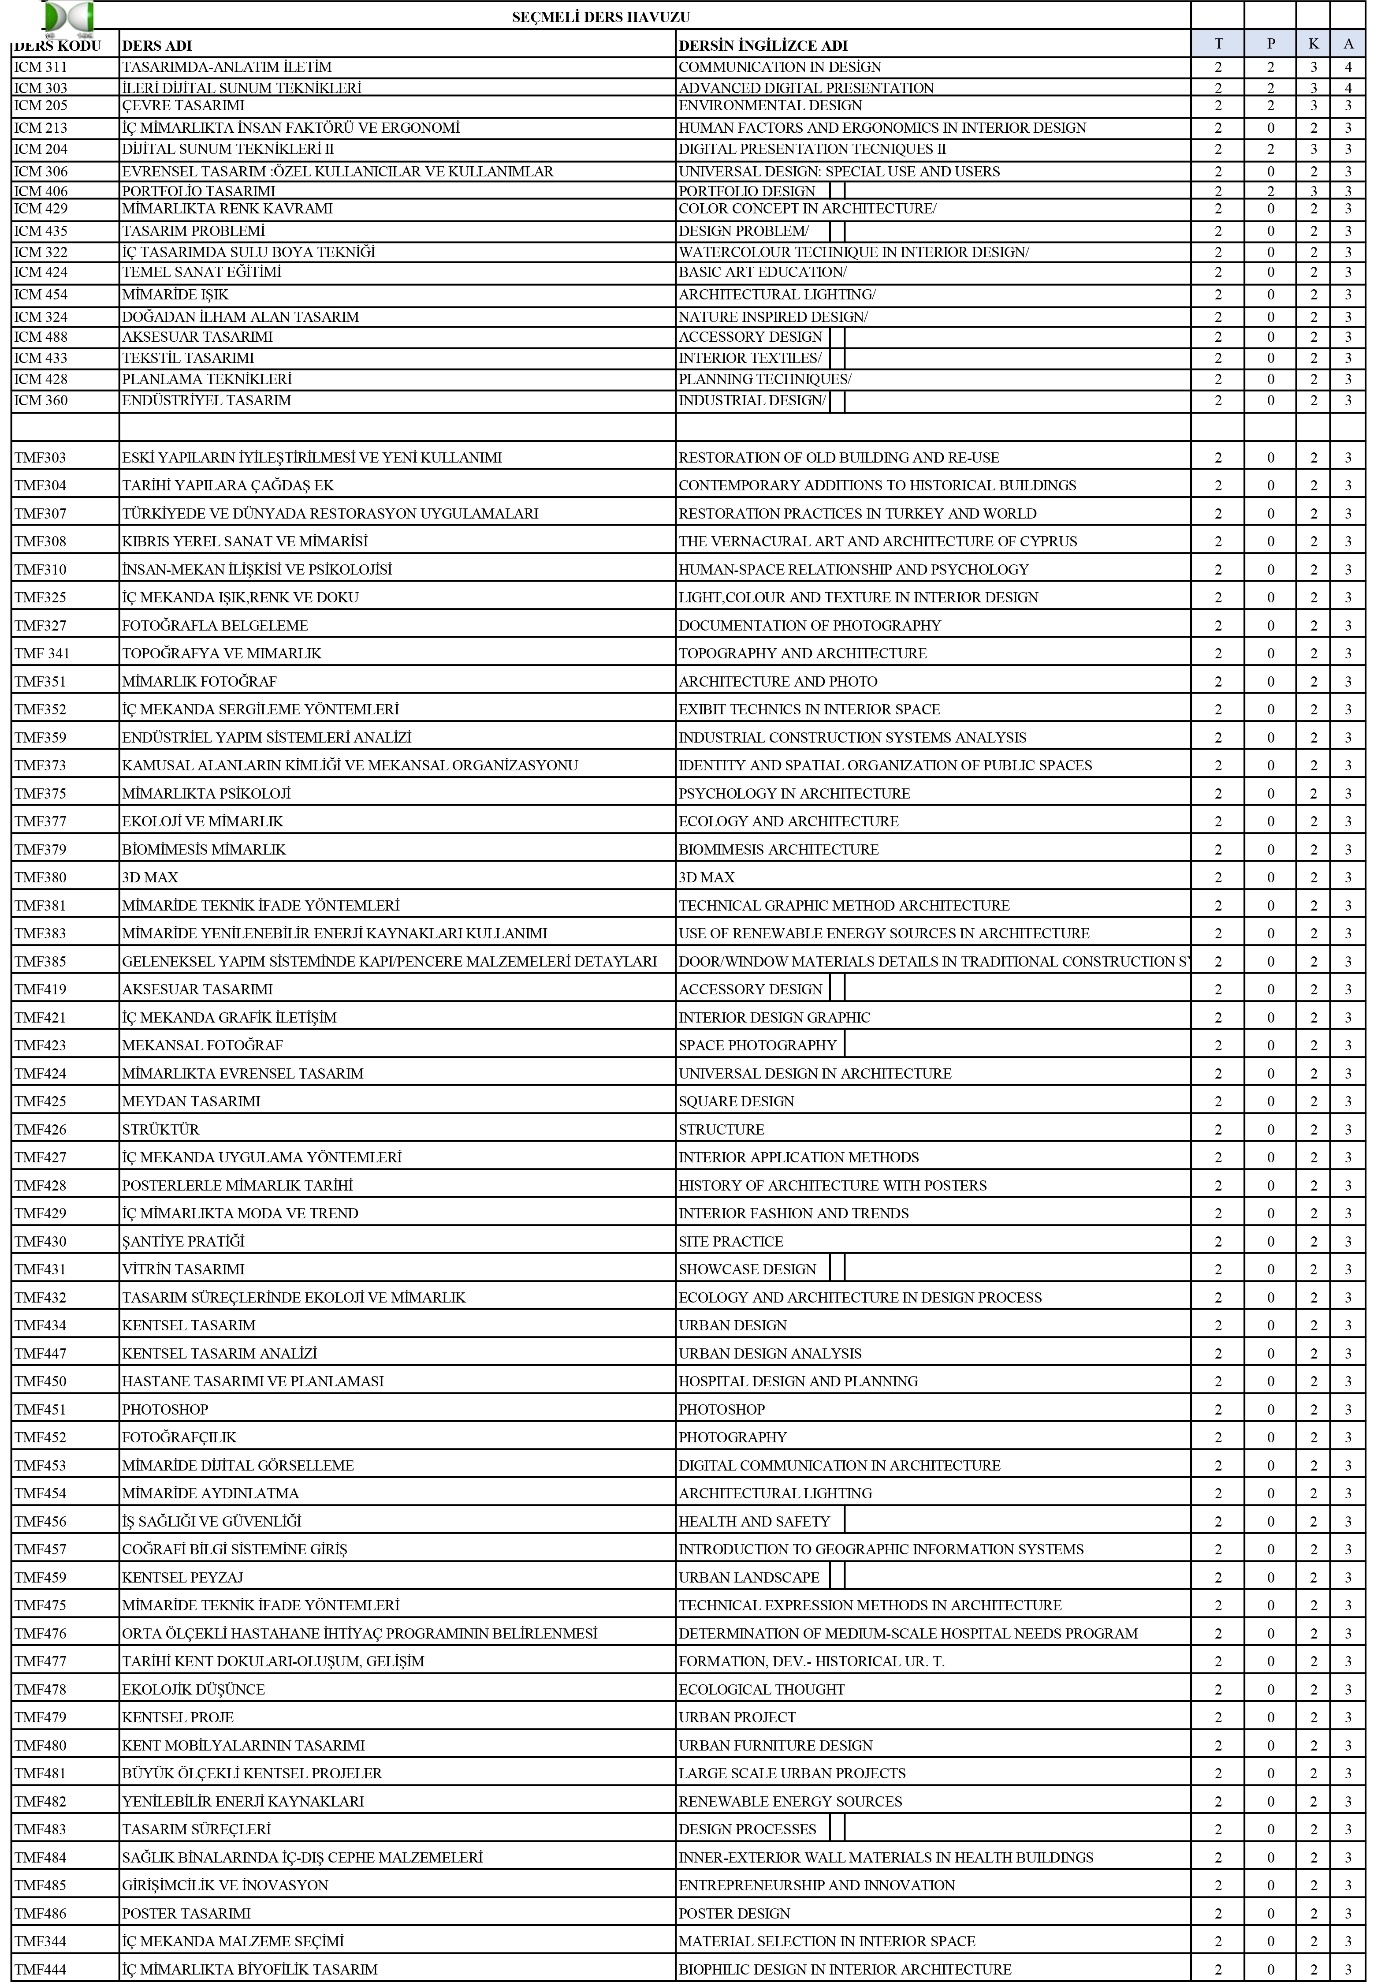 SEÇMELİ DERS HAVUZU
DERS KODU DERS ADI DERSİN İNGİLİZCE ADI T P K A
ICM 311 TASARIMDA-ANLATIM İLETİM COMMUNICATION IN DESİGN 2 2 3 4
ICM 303 İLERİ DİJİTAL SUNUM TEKNİKLERİ ADVANCED DIGITAL PRESENTATION 2 2 3 4
ICM 205 ÇEVRE TASARIMI ENVIRONMENTAL DESIGN 2 2 3 3
ICM 213 İÇ MİMARLIKTA İNSAN FAKTÖRÜ VE ERGONOMİ HUMAN FACTORS AND ERGONOMICS IN INTERIOR DESIGN 2 0 2 3
ICM 204 DİJİTAL SUNUM TEKNİKLERİ II DIGITAL PRESENTATION TECNIQUES II 2 2 3 3
ICM 306 EVRENSEL TASARIM :ÖZEL KULLANICILAR VE KULLANIMLAR UNIVERSAL DESIGN: SPECIAL USE AND USERS 2 0 2 3
ICM 406 PORTFOLİO TASARIMI PORTFOLIO DESIGN 2 2 3 3
ICM 429 MİMARLIKTA RENK KAVRAMI COLOR CONCEPT IN ARCHITECTURE/ 2 0 2 3
ICM 435 TASARIM PROBLEMİ DESIGN PROBLEM/ 2 0 2 3
ICM 322 İÇ TASARIMDA SULU BOYA TEKNİĞİ WATERCOLOUR TECHNIQUE IN INTERIOR DESIGN/ 2 0 2 3
ICM 424 TEMEL SANAT EĞİTİMİ BASIC ART EDUCATION/ 2 0 2 3
ICM 454 MİMARİDE IŞIK ARCHITECTURAL LIGHTING/ 2 0 2 3
ICM 324 DOĞADAN İLHAM ALAN TASARIM NATURE INSPIRED DESIGN/ 2 0 2 3
ICM 488 AKSESUAR TASARIMI ACCESSORY DESIGN 2 0 2 3
ICM 433 TEKSTİL TASARIMI INTERIOR TEXTILES/ 2 0 2 3
ICM 428 PLANLAMA TEKNİKLERİ PLANNING TECHNIQUES/ 2 0 2 3
ICM 360 ENDÜSTRİYEL TASARIM INDUSTRIAL DESIGN/ 2 0 2 3
TMF303 ESKİ YAPILARIN İYİLEŞTİRİLMESİ VE YENİ KULLANIMI RESTORATION OF OLD BUILDING AND RE-USE 2 0 2 3
TMF304 TARİHİ YAPILARA ÇAĞDAŞ EK CONTEMPORARY ADDITIONS TO HISTORICAL BUILDINGS 2 0 2 3
TMF307 TÜRKİYEDE VE DÜNYADA RESTORASYON UYGULAMALARI RESTORATION PRACTICES IN TURKEY AND WORLD 2 0 2 3
TMF308 KIBRIS YEREL SANAT VE MİMARİSİ THE VERNACURAL ART AND ARCHITECTURE OF CYPRUS 2 0 2 3
TMF310 İNSAN-MEKAN İLİŞKİSİ VE PSİKOLOJİSİ HUMAN-SPACE RELATIONSHIP AND PSYCHOLOGY 2 0 2 3
TMF325 İÇ MEKANDA IŞIK,RENK VE DOKU LIGHT,COLOUR AND TEXTURE IN INTERIOR DESIGN 2 0 2 3
TMF327 FOTOĞRAFLA BELGELEME DOCUMENTATION OF PHOTOGRAPHY 2 0 2 3
TMF 341 TOPOĞRAFYA VE MIMARLIK TOPOGRAPHY AND ARCHITECTURE 2 0 2 3
TMF351 MİMARLIK FOTOĞRAF ARCHITECTURE AND PHOTO 2 0 2 3
TMF352 İÇ MEKANDA SERGİLEME YÖNTEMLERİ EXIBIT TECHNICS IN INTERIOR SPACE 2 0 2 3
TMF359 ENDÜSTRİEL YAPIM SİSTEMLERİ ANALİZİ INDUSTRIAL CONSTRUCTION SYSTEMS ANALYSIS 2 0 2 3
TMF373 KAMUSAL ALANLARIN KİMLİĞİ VE MEKANSAL ORGANİZASYONU IDENTITY AND SPATIAL ORGANIZATION OF PUBLIC SPACES 2 0 2 3
TMF375 MİMARLIKTA PSİKOLOJİ PSYCHOLOGY IN ARCHITECTURE 2 0 2 3
TMF377 EKOLOJİ VE MİMARLIK ECOLOGY AND ARCHITECTURE 2 0 2 3
TMF379 BİOMİMESİS MİMARLIK BIOMIMESIS ARCHITECTURE 2 0 2 3
TMF380 3D MAX 3D MAX 2 0 2 3
TMF381 MİMARİDE TEKNİK İFADE YÖNTEMLERİ TECHNICAL GRAPHIC METHOD ARCHITECTURE 2 0 2 3
TMF383 MİMARİDE YENİLENEBİLİR ENERJİ KAYNAKLARI KULLANIMI USE OF RENEWABLE ENERGY SOURCES IN ARCHITECTURE 2 0 2 3
TMF385 GELENEKSEL YAPIM SİSTEMİNDE KAPI/PENCERE MALZEMELERİ DETAYLARI DOOR/WINDOW MATERIALS DETAILS IN TRADITIONAL CONSTRUCTION SY 2 0 2 3
TMF419 AKSESUAR TASARIMI ACCESSORY DESIGN 2 0 2 3
TMF421 İÇ MEKANDA GRAFİK İLETİŞİM INTERIOR DESIGN GRAPHIC 2 0 2 3
TMF423 MEKANSAL FOTOĞRAF SPACE PHOTOGRAPHY 2 0 2 3
TMF424 MİMARLIKTA EVRENSEL TASARIM UNIVERSAL DESIGN IN ARCHITECTURE 2 0 2 3
TMF425 MEYDAN TASARIMI SQUARE DESIGN 2 0 2 3
TMF426 STRÜKTÜR STRUCTURE 2 0 2 3
TMF427 İÇ MEKANDA UYGULAMA YÖNTEMLERİ INTERIOR APPLICATION METHODS 2 0 2 3
TMF428 POSTERLERLE MİMARLIK TARİHİ HISTORY OF ARCHITECTURE WITH POSTERS 2 0 2 3
TMF429 İÇ MİMARLIKTA MODA VE TREND INTERIOR FASHION AND TRENDS 2 0 2 3
TMF430 ŞANTİYE PRATİĞİ SITE PRACTICE 2 0 2 3
TMF431 VİTRİN TASARIMI SHOWCASE DESIGN 2 0 2 3
TMF432 TASARIM SÜREÇLERİNDE EKOLOJİ VE MİMARLIK ECOLOGY AND ARCHITECTURE IN DESIGN PROCESS 2 0 2 3
TMF434 KENTSEL TASARIM URBAN DESIGN 2 0 2 3
TMF447 KENTSEL TASARIM ANALİZİ URBAN DESIGN ANALYSIS 2 0 2 3
TMF450 HASTANE TASARIMI VE PLANLAMASI HOSPITAL DESIGN AND PLANNING 2 0 2 3
TMF451 PHOTOSHOP PHOTOSHOP 2 0 2 3
TMF452 FOTOĞRAFÇILIK PHOTOGRAPHY 2 0 2 3
TMF453 MİMARİDE DİJİTAL GÖRSELLEME DIGITAL COMMUNICATION IN ARCHITECTURE 2 0 2 3
TMF454 MİMARİDE AYDINLATMA ARCHITECTURAL LIGHTING 2 0 2 3
TMF456 İŞ SAĞLIĞI VE GÜVENLİĞİ HEALTH AND SAFETY 2 0 2 3
TMF457 COĞRAFİ BİLGİ SİSTEMİNE GİRİŞ INTRODUCTION TO GEOGRAPHIC INFORMATION SYSTEMS 2 0 2 3
TMF459 KENTSEL PEYZAJ URBAN LANDSCAPE 2 0 2 3
TMF475 MİMARİDE TEKNİK İFADE YÖNTEMLERİ TECHNICAL EXPRESSION METHODS IN ARCHITECTURE 2 0 2 3
TMF476 ORTA ÖLÇEKLİ HASTAHANE İHTİYAÇ PROGRAMININ BELİRLENMESİ DETERMINATION OF MEDIUM-SCALE HOSPITAL NEEDS PROGRAM 2 0 2 3
TMF477 TARİHİ KENT DOKULARI-OLUŞUM, GELİŞİM FORMATION, DEV.- HISTORICAL UR. T. 2 0 2 3
TMF478 EKOLOJİK DÜŞÜNCE ECOLOGICAL THOUGHT 2 0 2 3
TMF479 KENTSEL PROJE URBAN PROJECT 2 0 2 3
TMF480 KENT MOBİLYALARININ TASARIMI URBAN FURNITURE DESIGN 2 0 2 3
TMF481 BÜYÜK ÖLÇEKLİ KENTSEL PROJELER LARGE SCALE URBAN PROJECTS 2 0 2 3
TMF482 YENİLEBİLİR ENERJİ KAYNAKLARI RENEWABLE ENERGY SOURCES 2 0 2 3
TMF483 TASARIM SÜREÇLERİ DESIGN PROCESSES 2 0 2 3
TMF484 SAĞLIK BİNALARINDA İÇ-DIŞ CEPHE MALZEMELERİ INNER-EXTERIOR WALL MATERIALS IN HEALTH BUILDINGS 2 0 2 3
TMF485 GİRİŞİMCİLİK VE İNOVASYON ENTREPRENEURSHIP AND INNOVATION 2 0 2 3
TMF486 POSTER TASARIMI POSTER DESIGN 2 0 2 3
TMF344 İÇ MEKANDA MALZEME SEÇİMİ MATERIAL SELECTION IN INTERIOR SPACE 2 0 2 3
TMF444 İÇ MİMARLIKTA BİYOFİLİK TASARIM BIOPHILIC DESIGN IN INTERIOR ARCHITECTURE 2 0 2 3